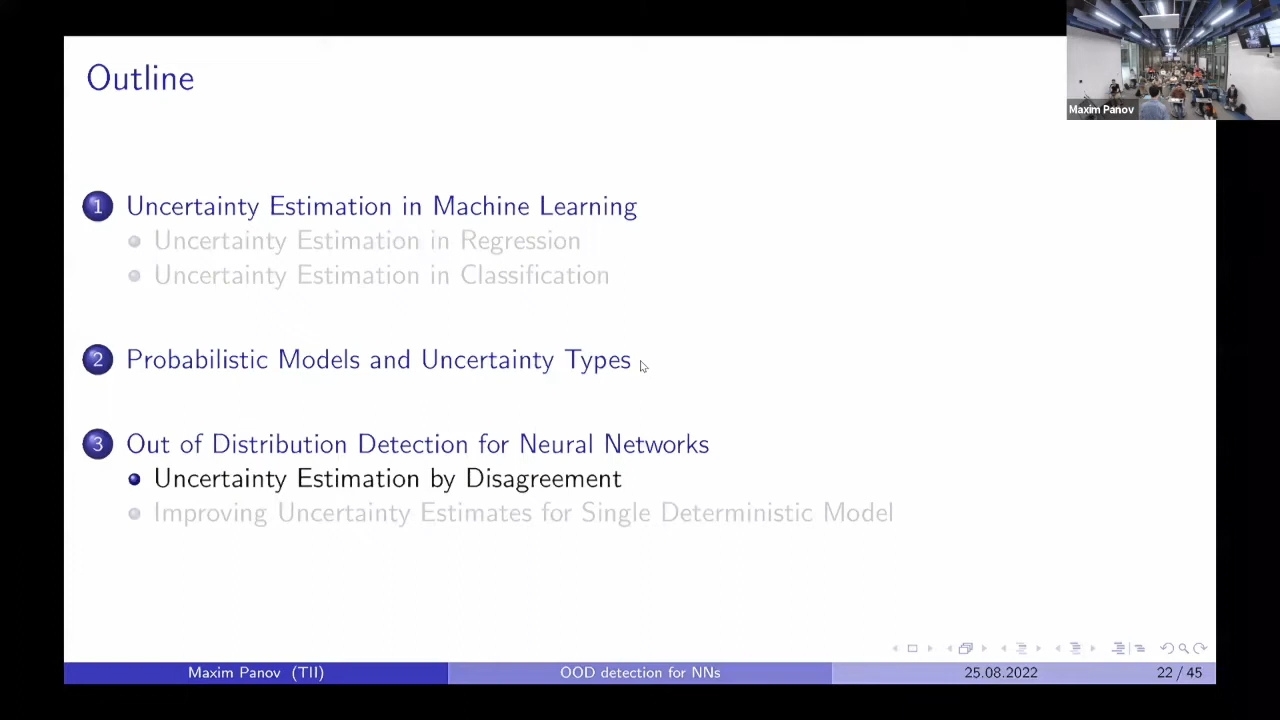 Outline
Maxim Panov
1 Uncertainty Estimation in Machine Learning
Uncertainty Estimation in Regression
Uncertainty Estimation in Classification
2 Probabilistic Models and Uncertainty Types
3 Out of Distribution Detection for Neural Networks
Uncertainty Estimation by Disagreement
Improving Uncertainty Estimates for Single Deterministic Model
Maxim Panov (TII) OOD detection for NNs 25.08.2022 22 / 45